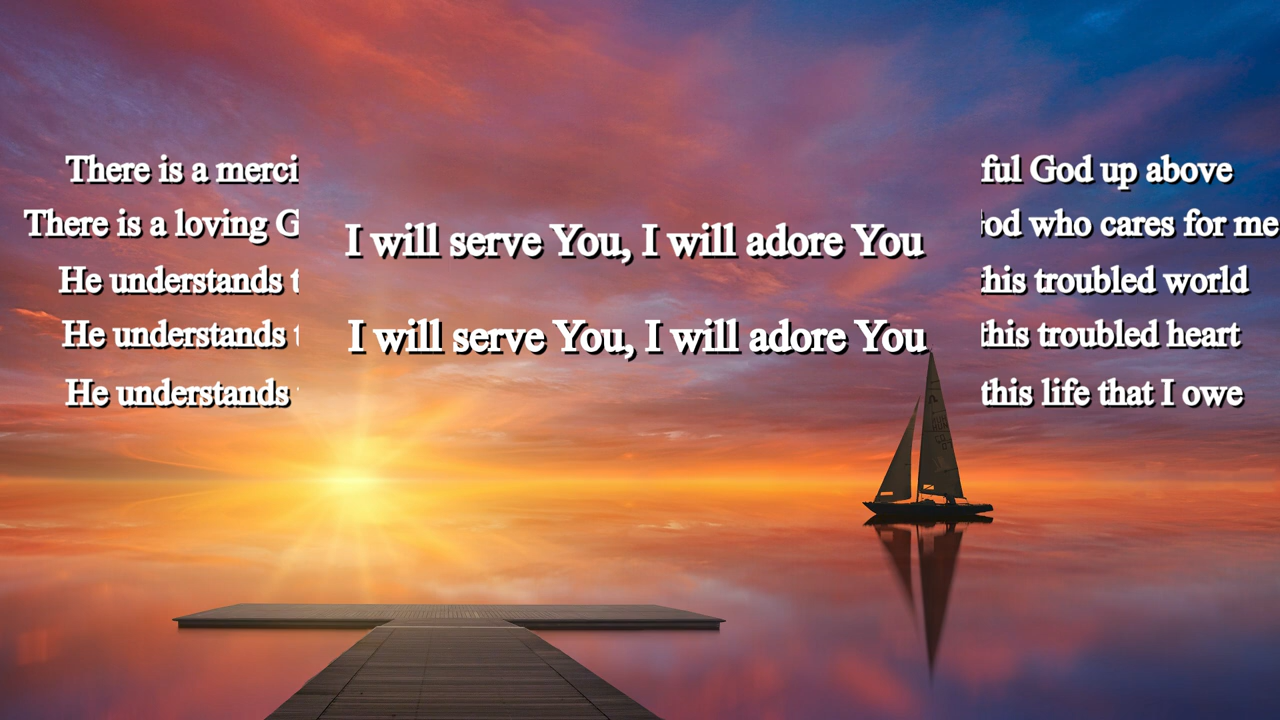 There is a merci
There is a loving G
He understands t
He understands t
He understands
I will serve You, I will adore You
I will serve You, I will adore You
ful God up above
od who cares for me
this troubled world
this troubled heart
this life that I owe